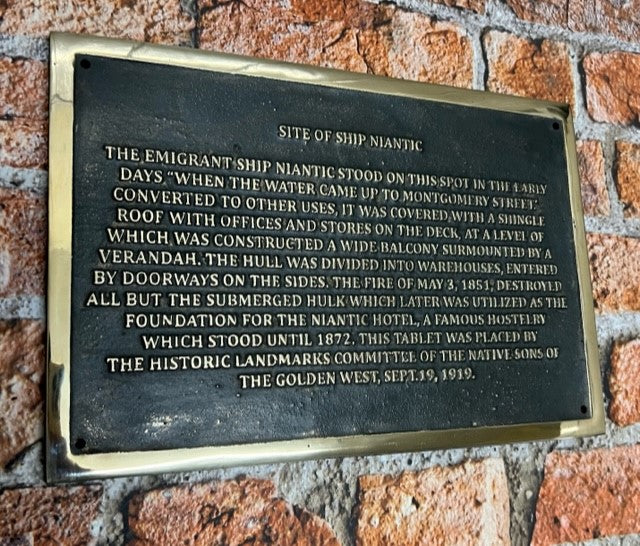 SITE OF SHIP NIANTIC
THE EMIGRANT SHIP NIANTIC STOOD ON THIS SPOT IN THE EARLY
DAYS "WHEN THE WATER CAME UP TO MONTGOMERY STREET".
CONVERTED TO OTHER USES, IT WAS COVERED WITH A SHINGLE
ROOF WITH OFFICES AND STORES ON THE DECK, AT A LEVEL OF
WHICH WAS CONSTRUCTED A WIDE BALCONY SURMOUNTED BY A
VERANDAH. THE HULL WAS DIVIDED INTO WAREHOUSES, ENTERED
BY DOORWAYS ON THE SIDES. THE FIRE OF MAY 3, 1851, DESTROYED
ALL BUT THE SUBMERGED HULK WHICH LATER WAS UTILIZED AS THE
FOUNDATION FOR THE NIANTIC HOTEL, A FAMOUS HOSTELRY
WHICH STOOD UNTIL 1872. THIS TABLET WAS PLACED BY
THE HISTORIC LANDMARKS COMMITTEE OF THE NATIVE SONS OF
THE GOLDEN WEST, SEPT.19, 1919.